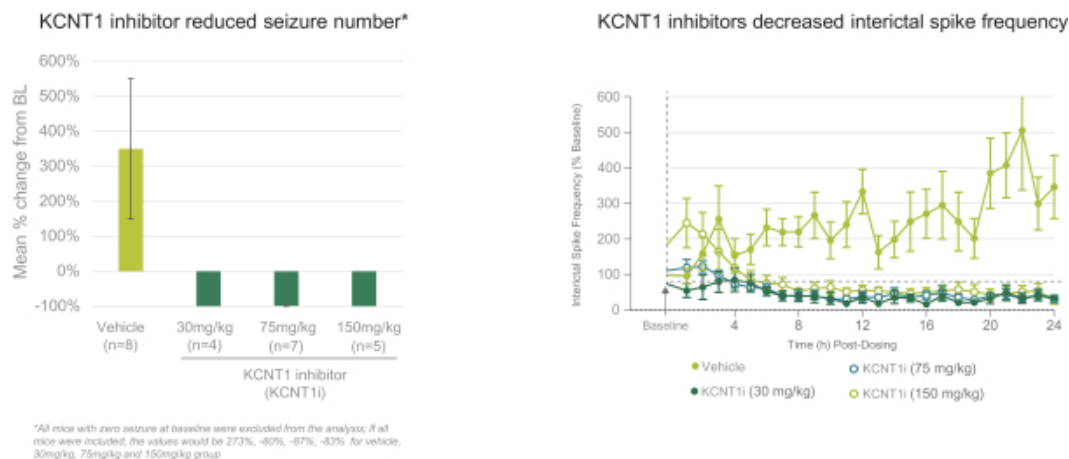 KCNT1 inhibitor reduced seizure number*
Mean % change from BL
600%
500%
400%
300%
200%
100%
0%
-100%
Vehicle
(n=8)
30mg/kg
(n=4)
75mg/kg
(n=7)
150mg/kg
(n=5)
KCNT1 inhibitor
(KCNT1i)
*All mice with zero seizure at baseline were excluded from the analysis; If all
mice were included, the values would be 273%, -80%, -87%, -83% for vehicle,
30mg/kg, 75mg/kg and 150mg/kg group
KCNT1 inhibitors decreased interictal spike frequency
Interictal Spike Frequency (% Baseline)
600
500
400
300
200
100
0
Baseline
4
8
12
16
20
24
Time (h) Post-Dosing
Vehicle
KCNT1i (75 mg/kg)
KCNT1i (30 mg/kg)
KCNT1i (150 mg/kg)